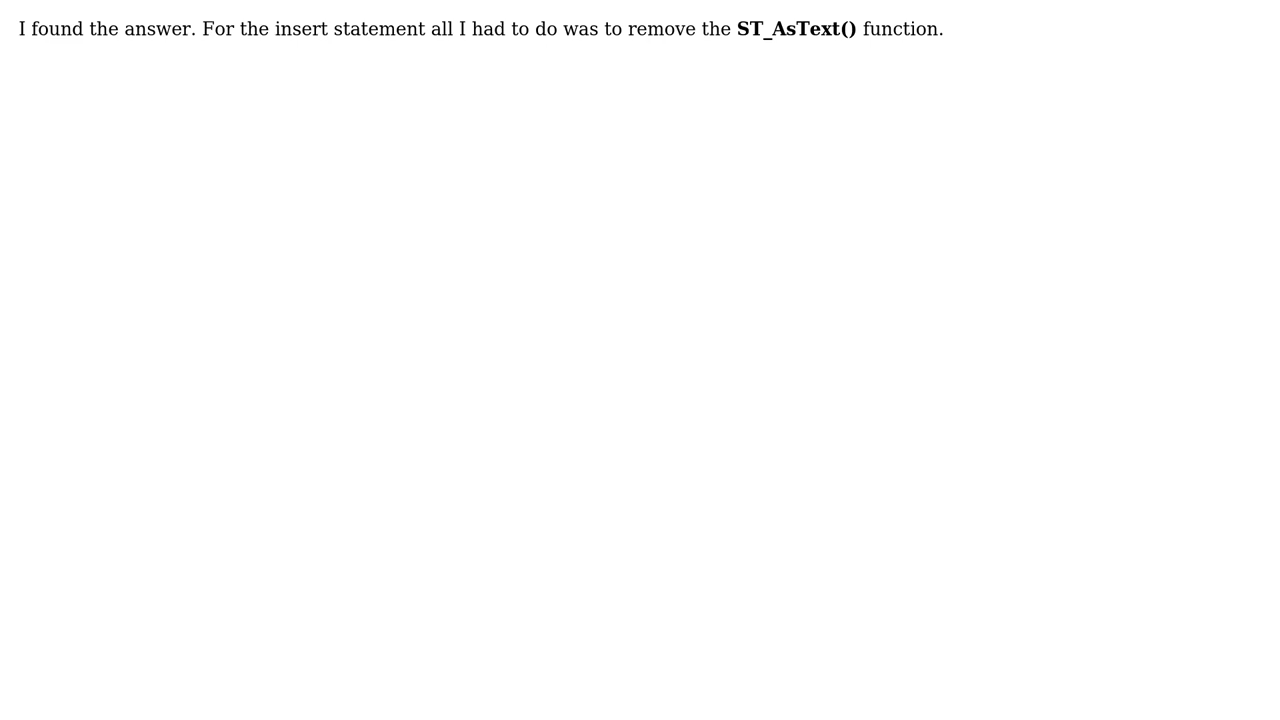 I found the answer. For the insert statement all I had to do was to remove the ST_AsText() function.